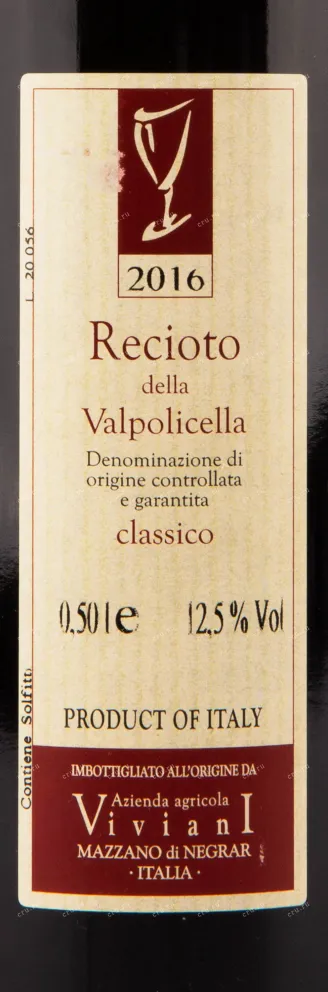 2016
Recioto
della
Valpolicella
Denominazione di
origine controllata
e garantita
classico
0,50 l e 12,5 % Vol
PRODUCT OF ITALY
IMBOTTIGLIATO ALL'ORIGINE DA
Azienda agricola
VivianI
MAZZANO di NEGRAR
· ITALIA ·
L. 20 056
Contiene Solfiti